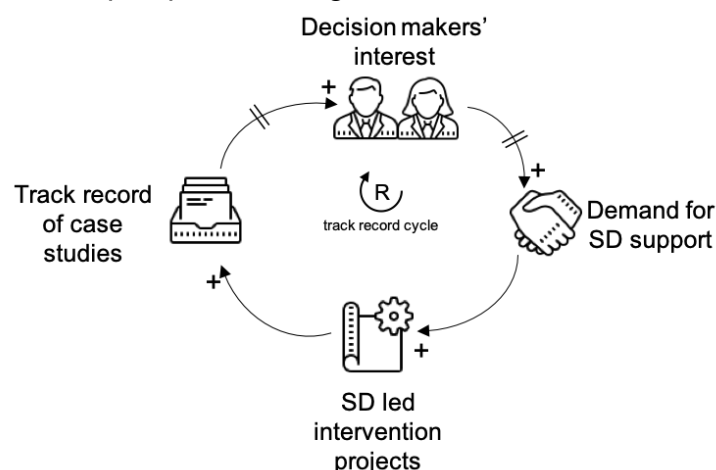 Decision makers'
interest
+
+
Track record
of case
studies
R
track record cycle
Demand for
SD support
+
+
SD led
intervention
projects